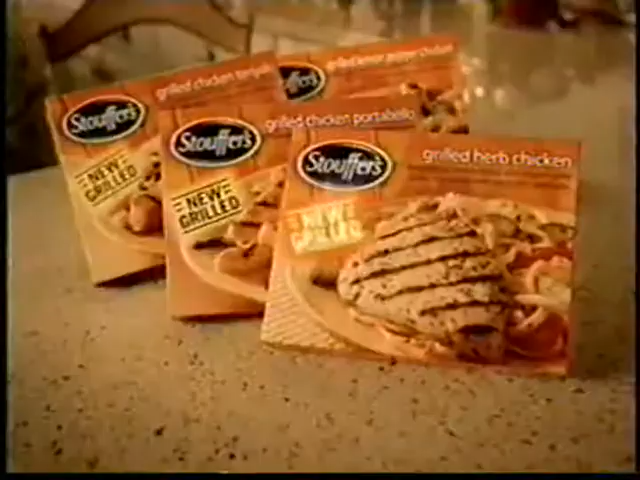 Stouffer's
grilled chicken teriyaki
NEW
GRILLED
Stouffer's
grilled chicken portabello
NEW
GRILLED
grilled lemon pepper chicken
Stouffer's
grilled herb chicken
NEW
GRILLED